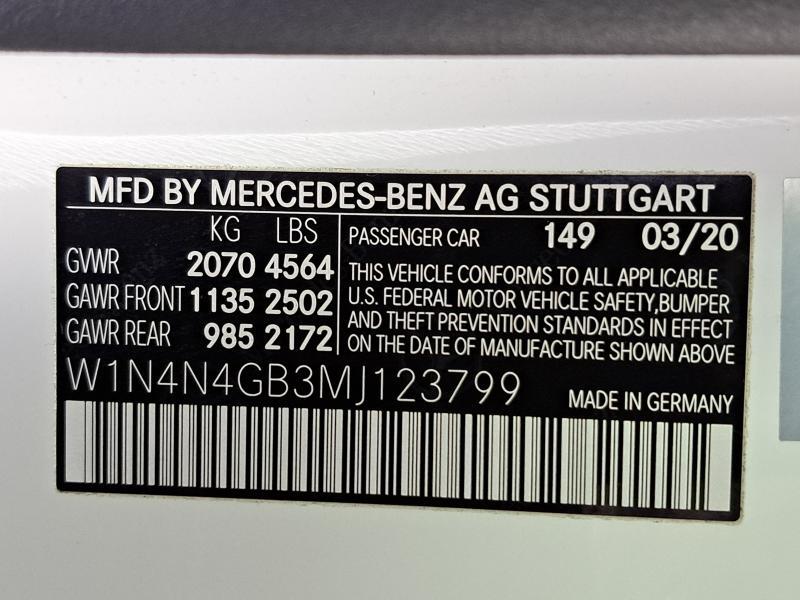 MFD BY MERCEDES-BENZ AG STUTTGART
KG LBS
GVWR 2070 4564
GAWR FRONT 1135 2502
GAWR REAR 985 2172
PASSENGER CAR 149 03/20
THIS VEHICLE CONFORMS TO ALL APPLICABLE
U.S. FEDERAL MOTOR VEHICLE SAFETY,BUMPER
AND THEFT PREVENTION STANDARDS IN EFFECT
ON THE DATE OF MANUFACTURE SHOWN ABOVE
W1N4N4GB3MJ123799
MADE IN GERMANY